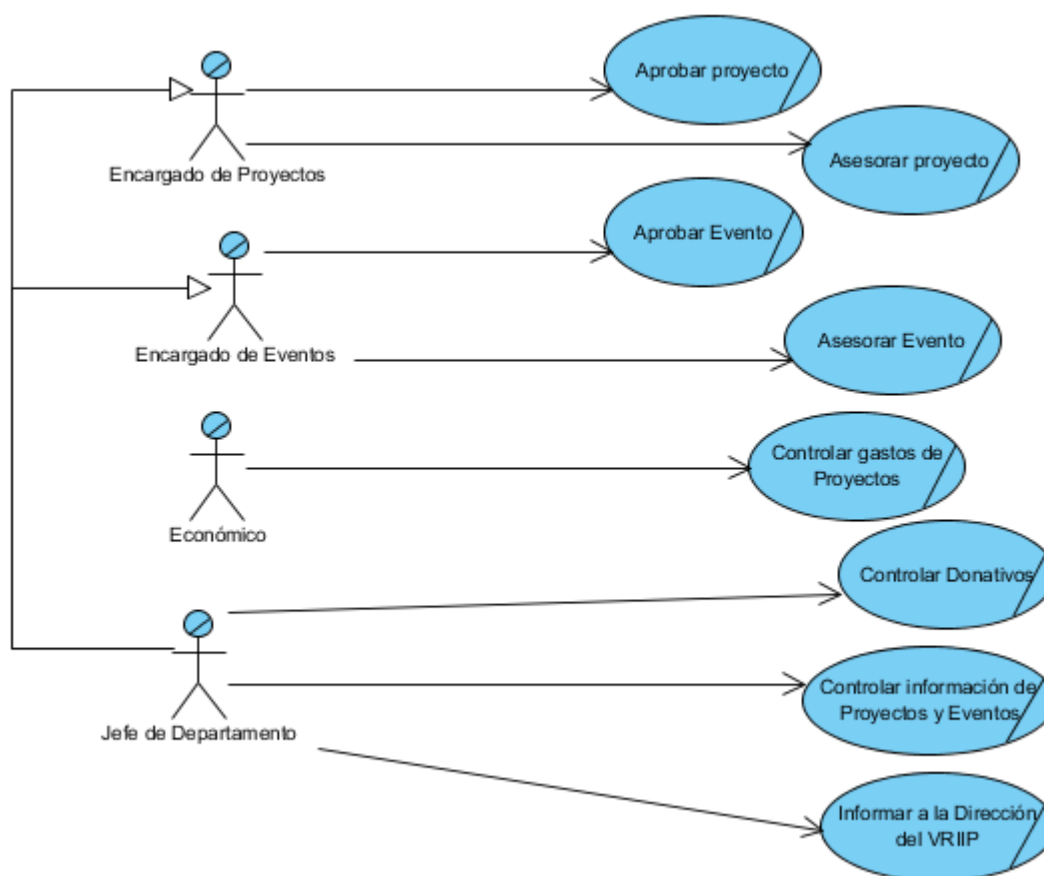 Aprobar proyecto
Encargado de Proyectos
Asesorar proyecto
Aprobar Evento
Encargado de Eventos
Asesorar Evento
Económico
Controlar gastos de
Proyectos
Controlar Donativos
Jefe de Departamento
Controlar información de
Proyectos y Eventos
Informar a la Dirección
del VRIIP